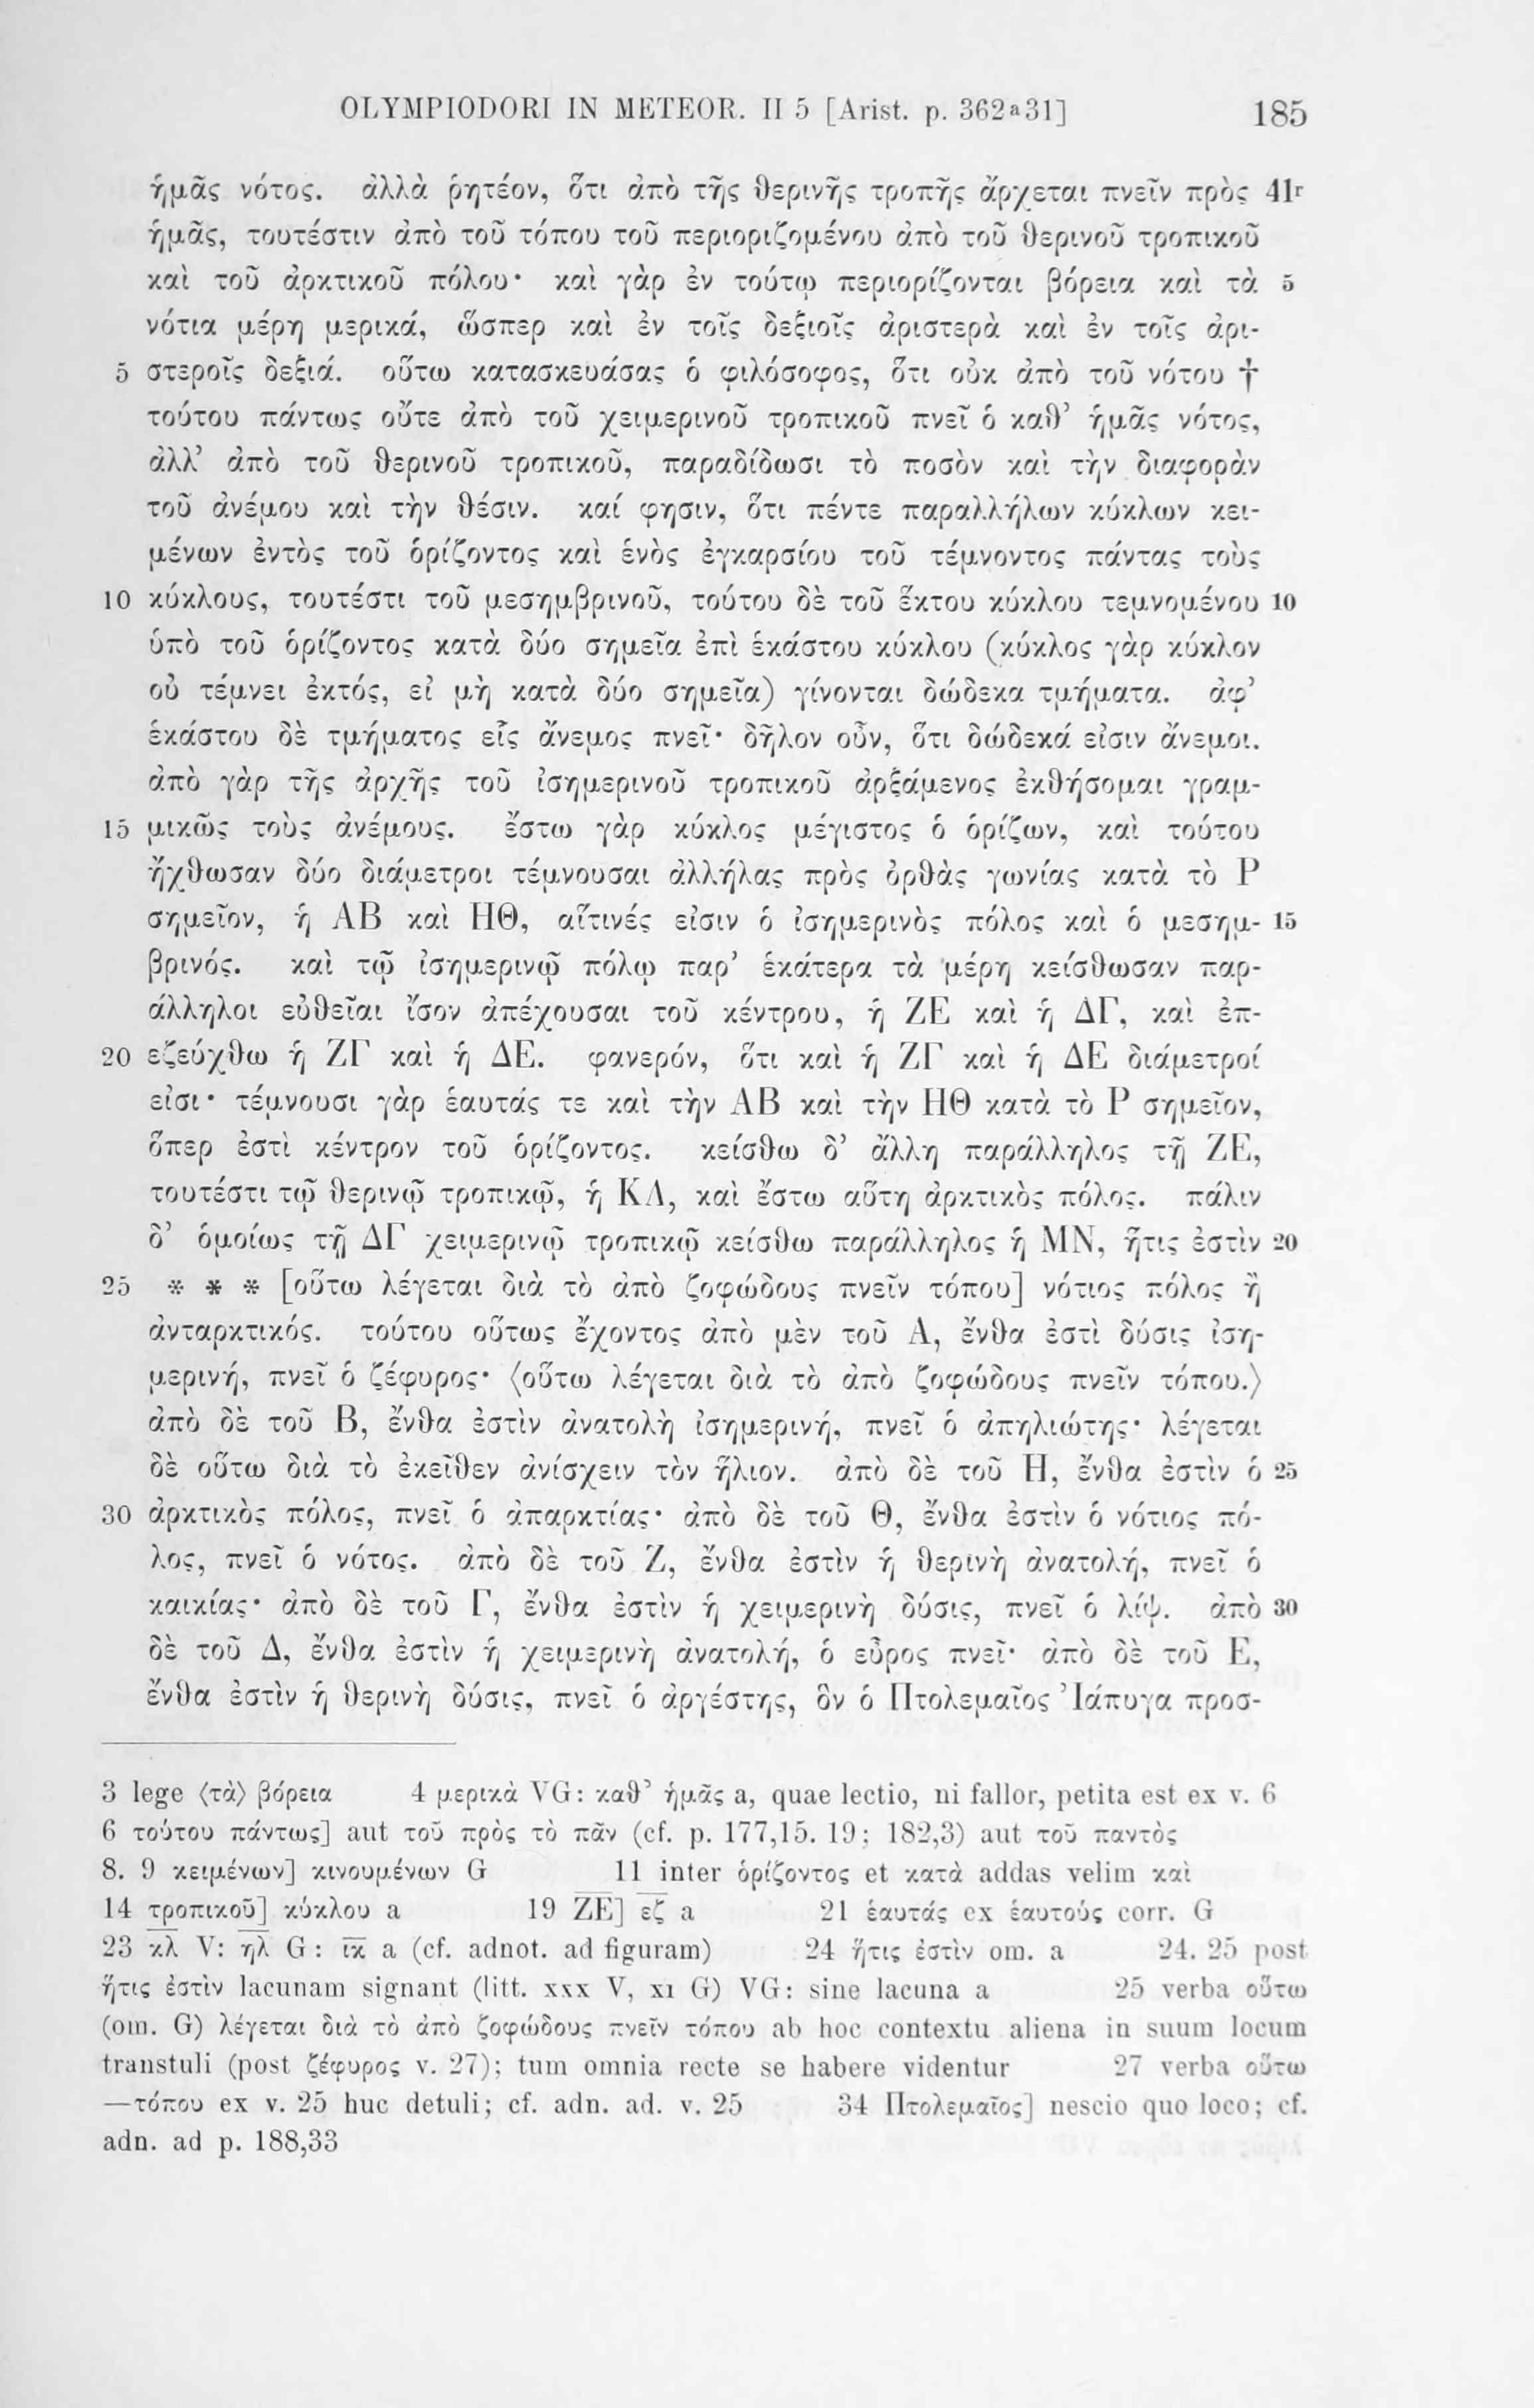 OLYMPIODORI IN METEOR. II 5 [Arist. p. 362a31] 185
ἡμᾶς νότος. ἀλλὰ ῥητέον, ὅτι ἀπὸ τῆς θερινῆς τροπῆς ἄρχεται πνεῖν πρὸς 41r
ἡμᾶς, τουτέστιν ἀπὸ τοῦ τόπου τοῦ περιοριζομένου ἀπὸ τοῦ θερινοῦ τροπικοῦ
καὶ τοῦ ἀρκτικοῦ πόλου· καὶ γὰρ ἐν τούτῳ περιορίζονται βόρεια καὶ τὰ 5
νότια μέρη μερικά, ὥσπερ καὶ ἐν τοῖς δεξιοῖς ἀριστερὰ καὶ ἐν τοῖς ἀρι-
5 στεροῖς δεξιά. οὕτω κατασκευάσας ὁ φιλόσοφος, ὅτι οὐκ ἀπὸ τοῦ νότου †
τούτου πάντως οὔτε ἀπὸ τοῦ χειμερινοῦ τροπικοῦ πνεῖ ὁ καθ’ ἡμᾶς νότος,
ἀλλ’ ἀπὸ τοῦ θερινοῦ τροπικοῦ, παραδίδωσι τὸ ποσὸν καὶ τὴν διαφορὰν
τοῦ ἀνέμου καὶ τὴν θέσιν. καί φησιν, ὅτι πέντε παραλλήλων κύκλων κει-
μένων ἐντὸς τοῦ ὁρίζοντος καὶ ἑνὸς ἐγκαρσίου τοῦ τέμνοντος πάντας τοὺς
10 κύκλους, τουτέστι τοῦ μεσημβρινοῦ, τούτου δὲ τοῦ ἕκτου κύκλου τεμνομένου 10
ὑπὸ τοῦ ὁρίζοντος κατὰ δύο σημεῖα ἐπὶ ἑκάστου κύκλου (κύκλος γὰρ κύκλον
οὐ τέμνει ἐκτός, εἰ μὴ κατὰ δύο σημεῖα) γίνονται δώδεκα τμήματα. ἀφ’
ἑκάστου δὲ τμήματος εἷς ἄνεμος πνεῖ· δῆλον οὖν, ὅτι δώδεκά εἰσιν ἄνεμοι.
ἀπὸ γὰρ τῆς ἀρχῆς τοῦ ἰσημερινοῦ τροπικοῦ ἀρξάμενος ἐκθήσομαι γραμ-
15 μικῶς τοὺς ἀνέμους. ἔστω γὰρ κύκλος μέγιστος ὁ ὁρίζων, καὶ τούτου
ἤχθωσαν δύο διάμετροι τέμνουσαι ἀλλήλας πρὸς ὀρθὰς γωνίας κατὰ τὸ Ρ
σημεῖον, ἡ ΑΒ καὶ ΗΘ, αἵτινές εἰσιν ὁ ἰσημερινὸς πόλος καὶ ὁ μεσημ- 15
βρινός. καὶ τῷ ἰσημερινῷ πόλῳ παρ’ ἑκάτερα τὰ μέρη κείσθωσαν παρ-
άλληλοι εὐθεῖαι ἴσον ἀπέχουσαι τοῦ κέντρου, ἡ ΖΕ καὶ ἡ ΔΓ, καὶ ἐπ-
20 εζεύχθω ἡ ΖΓ καὶ ἡ ΔΕ. φανερόν, ὅτι καὶ ἡ ΖΓ καὶ ἡ ΔΕ διάμετροί
εἰσι· τέμνουσι γὰρ ἑαυτάς τε καὶ τὴν ΑΒ καὶ τὴν ΗΘ κατὰ τὸ Ρ σημεῖον,
ὅπερ ἐστὶ κέντρον τοῦ ὁρίζοντος. κείσθω δ’ ἄλλη παράλληλος τῇ ΖΕ,
τουτέστι τῷ θερινῷ τροπικῷ, ἡ ΚΛ, καὶ ἔστω αὕτη ἀρκτικὸς πόλος. πάλιν
δ’ ὁμοίως τῇ ΔΓ χειμερινῷ τροπικῷ κείσθω παράλληλος ἡ ΜΝ, ἥτις ἐστὶν 20
25 * * * [οὕτω λέγεται διὰ τὸ ἀπὸ ζοφώδους πνεῖν τόπου] νότιος πόλος ἢ
ἀνταρκτικός. τούτου οὕτως ἔχοντος ἀπὸ μὲν τοῦ Α, ἔνθα ἐστὶ δύσις ἰση-
μερινή, πνεῖ ὁ ζέφυρος· ⟨οὕτω λέγεται διὰ τὸ ἀπὸ ζοφώδους πνεῖν τόπου.⟩
ἀπὸ δὲ τοῦ Β, ἔνθα ἐστὶν ἀνατολὴ ἰσημερινή, πνεῖ ὁ ἀπηλιώτης· λέγεται
δὲ οὕτω διὰ τὸ ἐκεῖθεν ἀνίσχειν τὸν ἥλιον. ἀπὸ δὲ τοῦ Η, ἔνθα ἐστὶν ὁ 25
30 ἀρκτικὸς πόλος, πνεῖ ὁ ἀπαρκτίας· ἀπὸ δὲ τοῦ Θ, ἔνθα ἐστὶν ὁ νότιος πό-
λος, πνεῖ ὁ νότος. ἀπὸ δὲ τοῦ Ζ, ἔνθα ἐστὶν ἡ θερινὴ ἀνατολή, πνεῖ ὁ
καικίας· ἀπὸ δὲ τοῦ Γ, ἔνθα ἐστὶν ἡ χειμερινὴ δύσις, πνεῖ ὁ λίψ. ἀπὸ 30
δὲ τοῦ Δ, ἔνθα ἐστὶν ἡ χειμερινὴ ἀνατολή, ὁ εὖρος πνεῖ· ἀπὸ δὲ τοῦ Ε,
ἔνθα ἐστὶν ἡ θερινὴ δύσις, πνεῖ ὁ ἀργέστης, ὃν ὁ Πτολεμαῖος Ἰάπυγα προσ-
3 lege ⟨τὰ⟩ βόρεια 4 μερικὰ VG: καθ’ ἡμᾶς a, quae lectio, ni fallor, petita est ex v. 6
6 τούτου πάντως] aut τοῦ πρὸς τὸ πᾶν (cf. p. 177,15. 19; 182,3) aut τοῦ παντὸς
8. 9 κειμένων] κινουμένων G 11 inter ὁρίζοντος et κατὰ addas velim καὶ
14 τροπικοῦ] κύκλου a 19 ΖΕ] εζ a 21 ἑαυτάς ex ἑαυτούς corr. G
23 κλ V: ηλ G: ικ a (cf. adnot. ad figuram) 24 ἥτις ἐστὶν om. a 24. 25 post
ἥτις ἐστὶν lacunam signant (litt. xxx V, xi G) VG: sine lacuna a 25 verba οὕτω
(om. G) λέγεται διὰ τὸ ἀπὸ ζοφώδους πνεῖν τόπου ab hoc contextu aliena in suum locum
transtuli (post ζέφυρος v. 27); tum omnia recte se habere videntur 27 verba οὕτω
—τόπου ex v. 25 huc detuli; cf. adn. ad. v. 25 34 Πτολεμαῖος] nescio quo loco; cf.
adn. ad p. 188,33